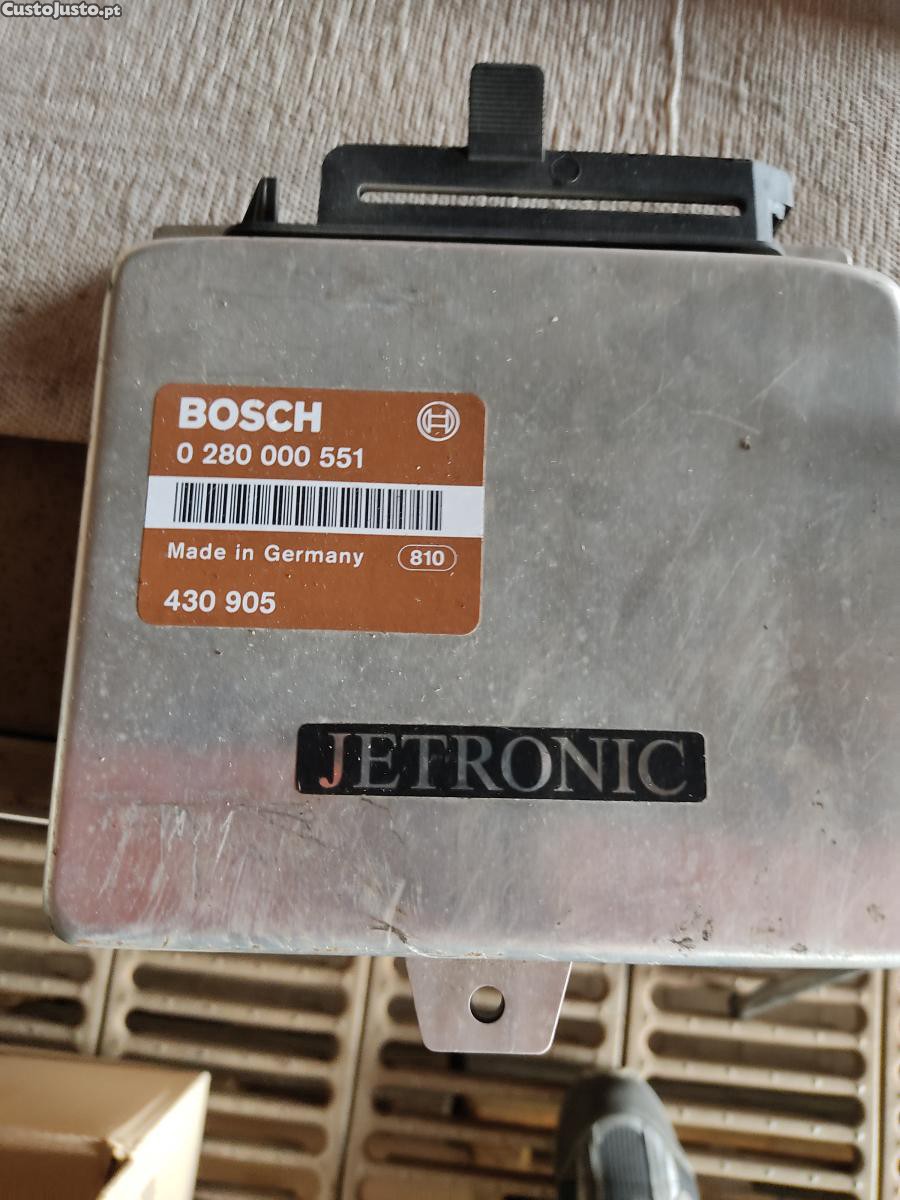 CustoJusto.pt
BOSCH
0 280 000 551
Made in Germany 810
430 905
JETRONIC